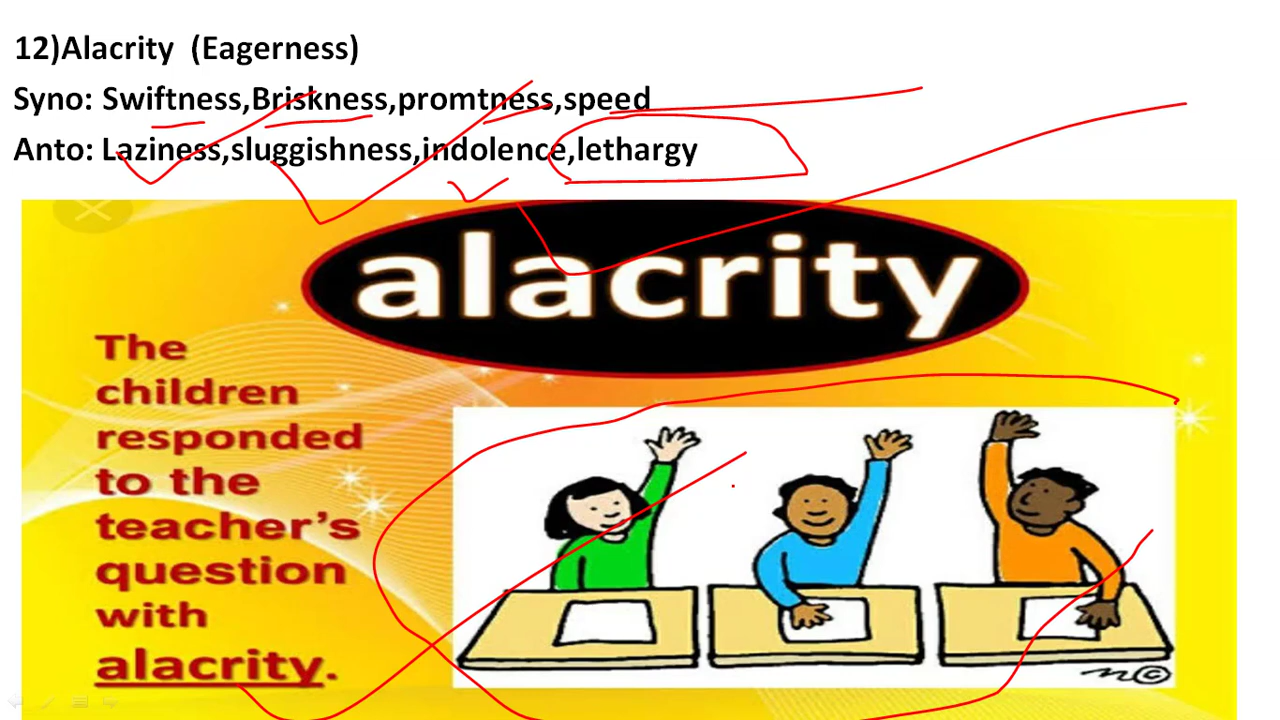 12)Alacrity (Eagerness)
Syno: Swiftness,Briskness,promtness,speed
Anto: Laziness,sluggishness,indolence,lethargy
alacrity
The
children
responded
to the
teacher's
question
with
alacrity.